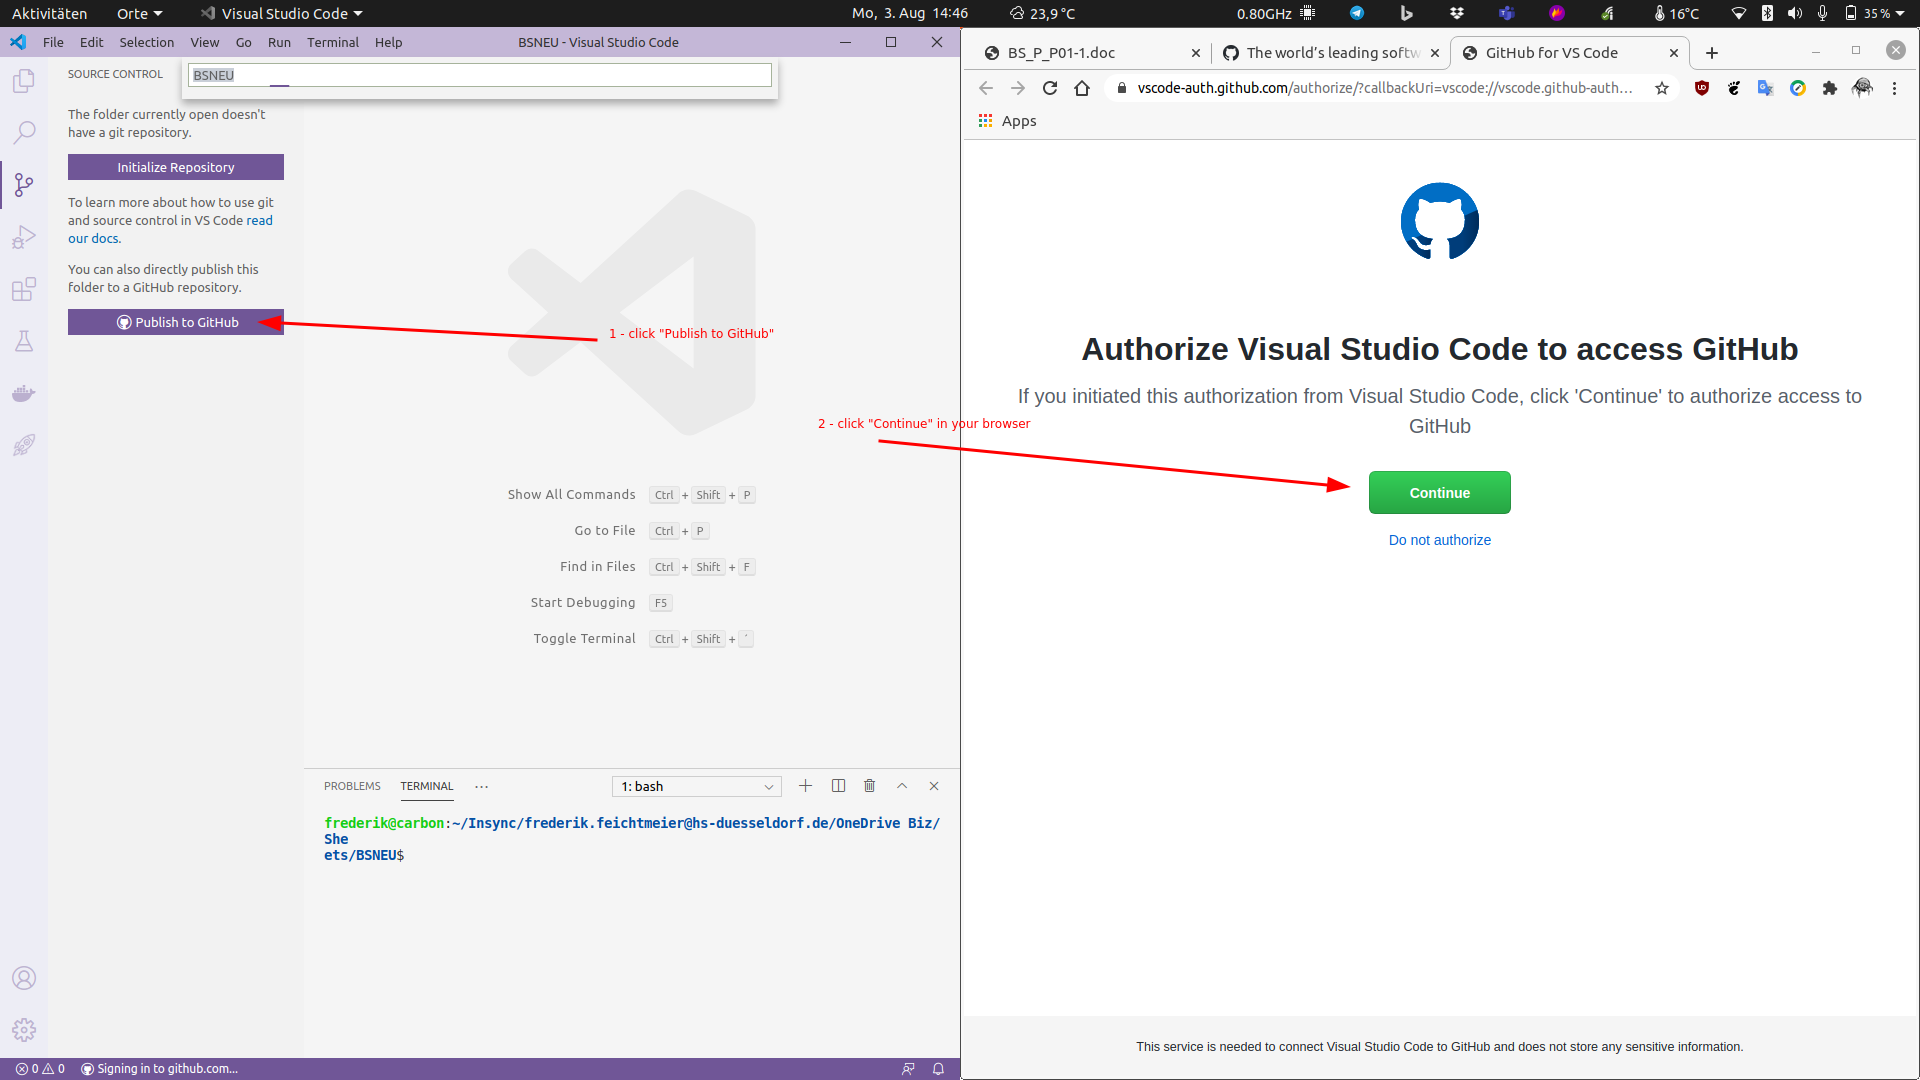 Aktivitäten Orte Visual Studio Code Mo, 3. Aug 14:46 23,9 °C 0.80GHz 16°C 35 %
File Edit Selection View Go Run Terminal Help BSNEU - Visual Studio Code
SOURCE CONTROL
BSNEU
The folder currently open doesn't
have a git repository.
Initialize Repository
To learn more about how to use git
and source control in VS Code read
our docs.
You can also directly publish this
folder to a GitHub repository.
Publish to GitHub
1 - click "Publish to GitHub"
2 - click "Continue" in your browser
Show All Commands Ctrl + Shift + P
Go to File Ctrl + P
Find in Files Ctrl + Shift + F
Start Debugging F5
Toggle Terminal Ctrl + Shift + ´
PROBLEMS TERMINAL ··· 1: bash
frederik@carbon:~/Insync/frederik.feichtmeier@hs-duesseldorf.de/OneDrive Biz/
She
ets/BSNEU$
0 0 Signing in to github.com...
BS_P_P01-1.doc The world's leading softw GitHub for VS Code
vscode-auth.github.com/authorize/?callbackUri=vscode://vscode.github-auth...
Apps
Authorize Visual Studio Code to access GitHub
If you initiated this authorization from Visual Studio Code, click 'Continue' to authorize access to
GitHub
Continue
Do not authorize
This service is needed to connect Visual Studio Code to GitHub and does not store any sensitive information.